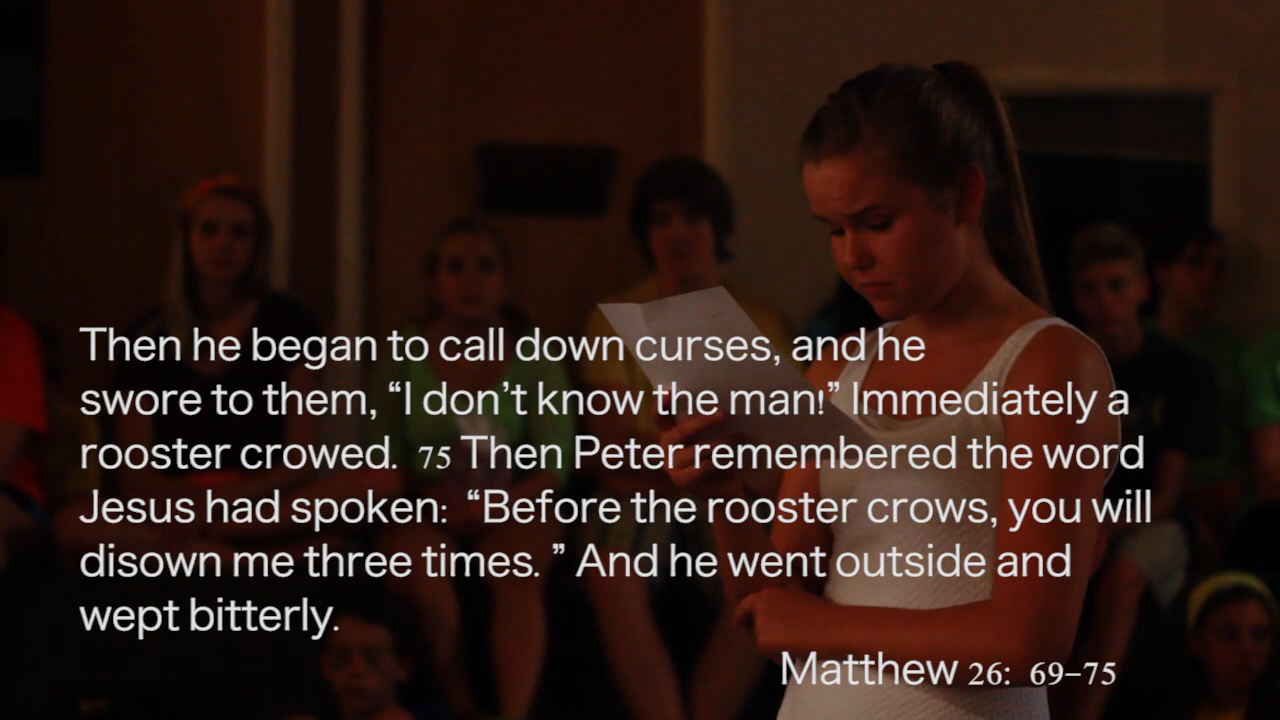 Then he began to call down curses, and he
swore to them, “I don’t know the man!” Immediately a
rooster crowed. 75 Then Peter remembered the word
Jesus had spoken: “Before the rooster crows, you will
disown me three times. ” And he went outside and
wept bitterly.
Matthew 26: 69–75